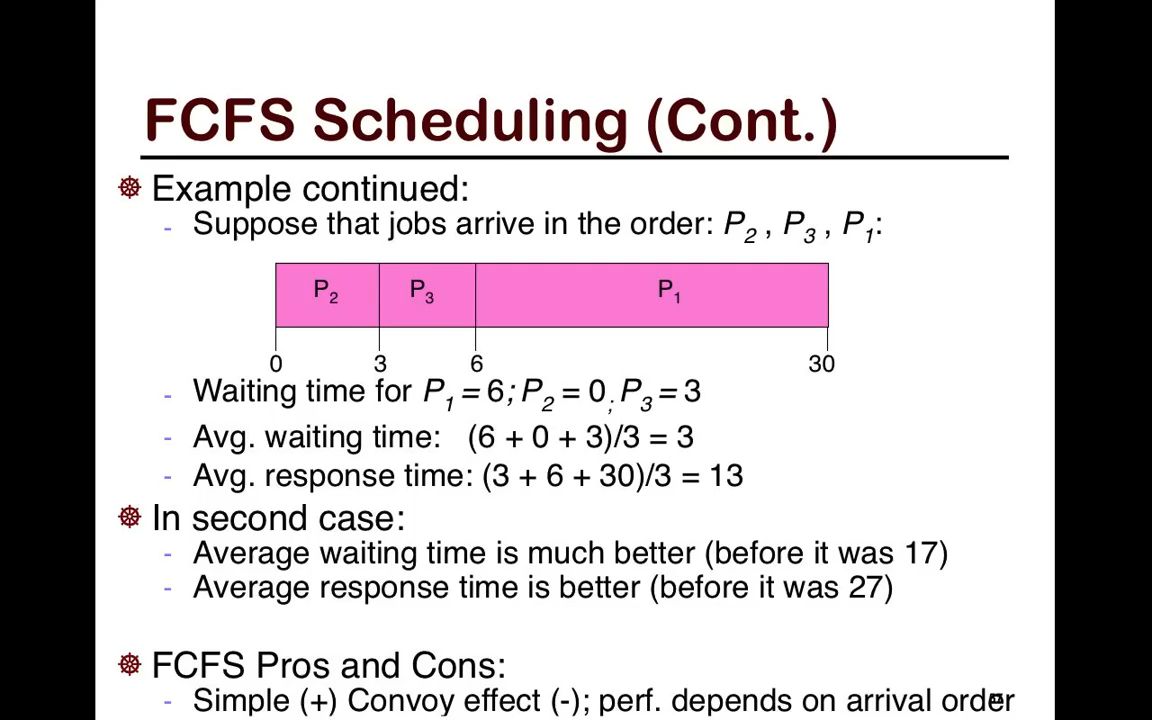 FCFS Scheduling (Cont.)
Example continued:
- Suppose that jobs arrive in the order: P2 , P3 , P1:
P2 P3 P1
0 3 6 30
- Waiting time for P1 = 6; P2 = 0; P3 = 3
- Avg. waiting time: (6 + 0 + 3)/3 = 3
- Avg. response time: (3 + 6 + 30)/3 = 13
In second case:
- Average waiting time is much better (before it was 17)
- Average response time is better (before it was 27)
FCFS Pros and Cons:
- Simple (+) Convoy effect (-); perf. depends on arrival order